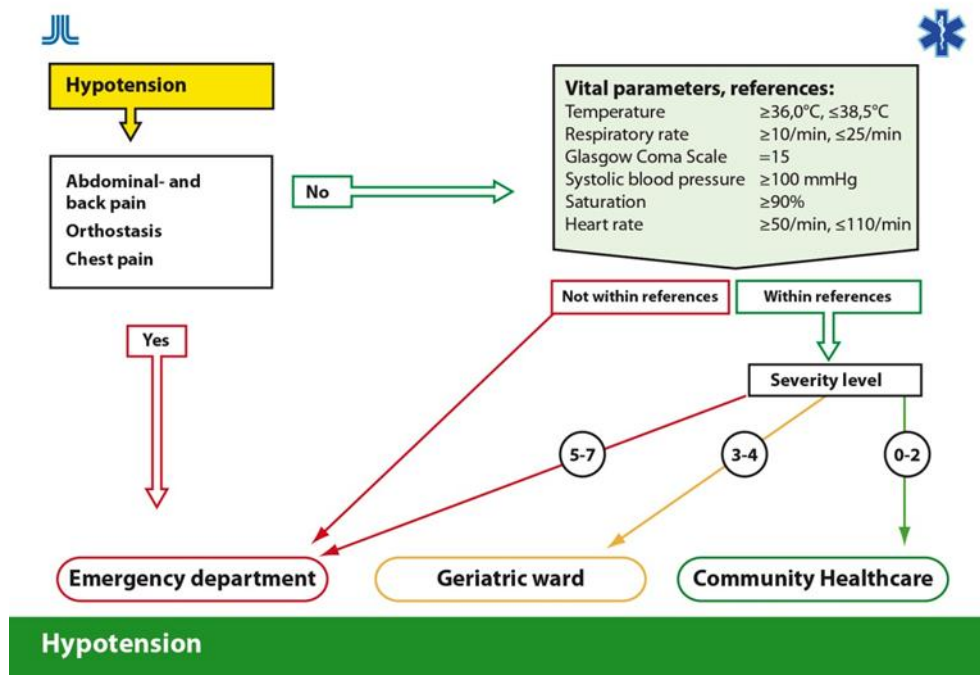 Hypotension
Abdominal- and
back pain
Orthostasis
Chest pain
No
Yes
Vital parameters, references:
Temperature ≥36,0°C, ≤38,5°C
Respiratory rate ≥10/min, ≤25/min
Glasgow Coma Scale =15
Systolic blood pressure ≥100 mmHg
Saturation ≥90%
Heart rate ≥50/min, ≤110/min
Not within references
Within references
Severity level
5-7
3-4
0-2
Emergency department
Geriatric ward
Community Healthcare
Hypotension